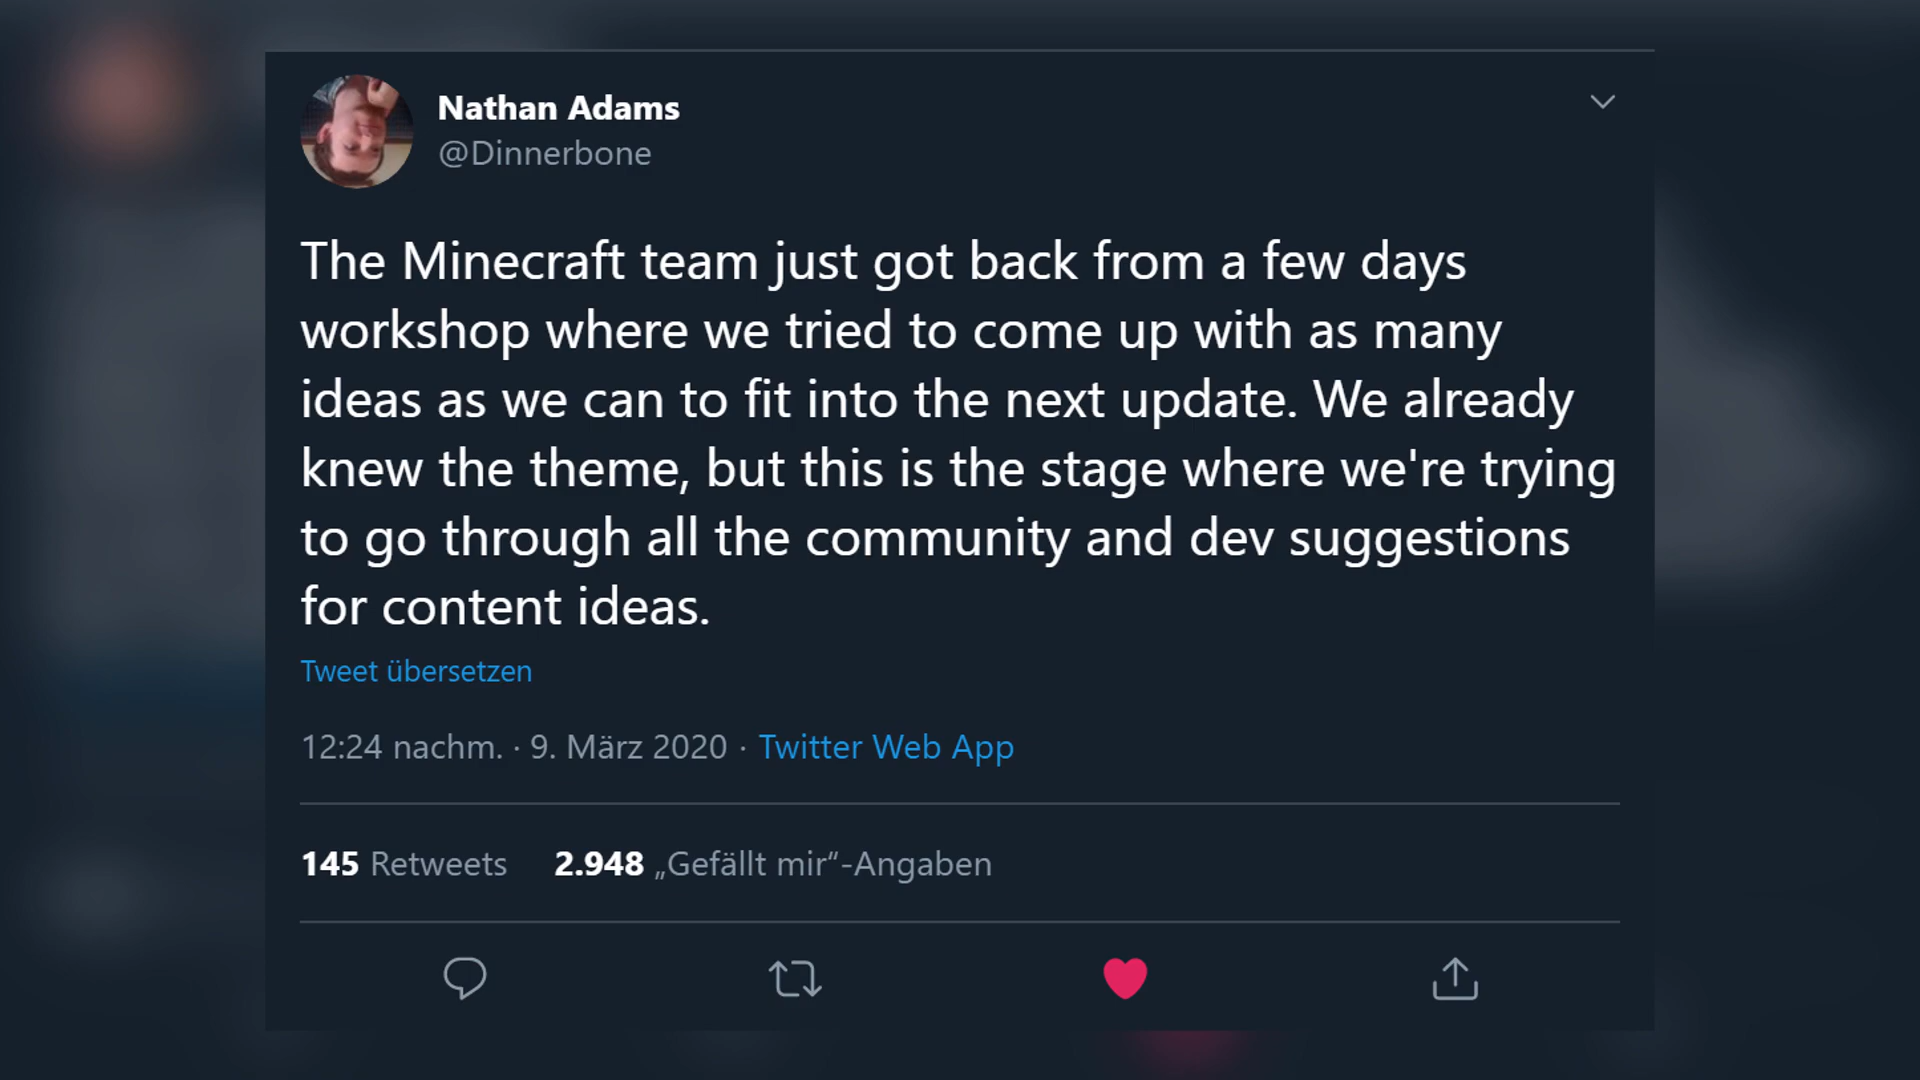 Nathan Adams
@Dinnerbone
The Minecraft team just got back from a few days
workshop where we tried to come up with as many
ideas as we can to fit into the next update. We already
knew the theme, but this is the stage where we're trying
to go through all the community and dev suggestions
for content ideas.
Tweet übersetzen
12:24 nachm. · 9. März 2020 · Twitter Web App
145 Retweets 2.948 „Gefällt mir“-Angaben